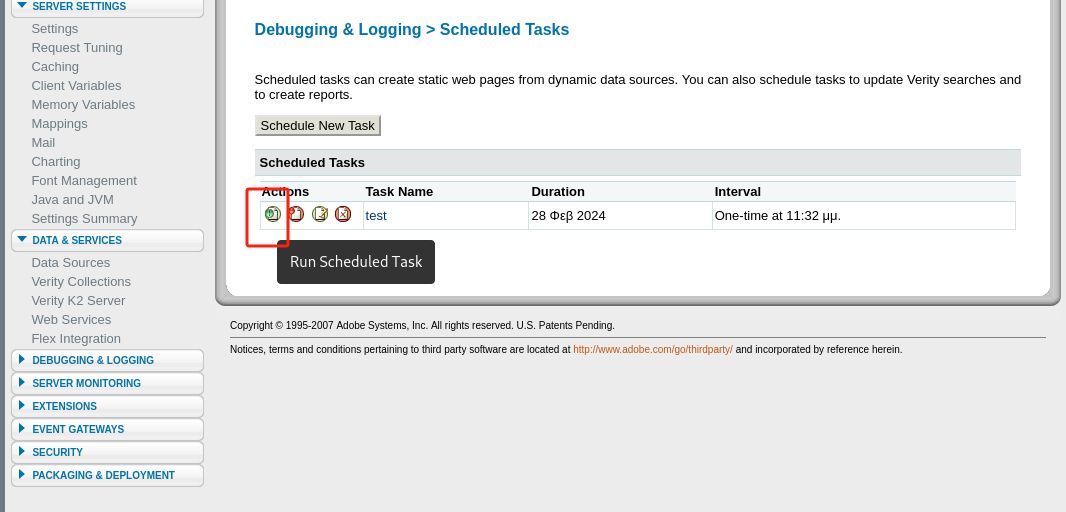 SERVER SETTINGS
Settings
Request Tuning
Caching
Client Variables
Memory Variables
Mappings
Mail
Charting
Font Management
Java and JVM
Settings Summary
DATA & SERVICES
Data Sources
Verity Collections
Verity K2 Server
Web Services
Flex Integration
DEBUGGING & LOGGING
SERVER MONITORING
EXTENSIONS
EVENT GATEWAYS
SECURITY
PACKAGING & DEPLOYMENT
Debugging & Logging > Scheduled Tasks
Scheduled tasks can create static web pages from dynamic data sources. You can also schedule tasks to update Verity searches and
to create reports.
Schedule New Task
Scheduled Tasks
Actions Task Name Duration Interval
test 28 Φεβ 2024 One-time at 11:32 μμ.
Run Scheduled Task
Copyright © 1995-2007 Adobe Systems, Inc. All rights reserved. U.S. Patents Pending.
Notices, terms and conditions pertaining to third party software are located at http://www.adobe.com/go/thirdparty/ and incorporated by reference herein.